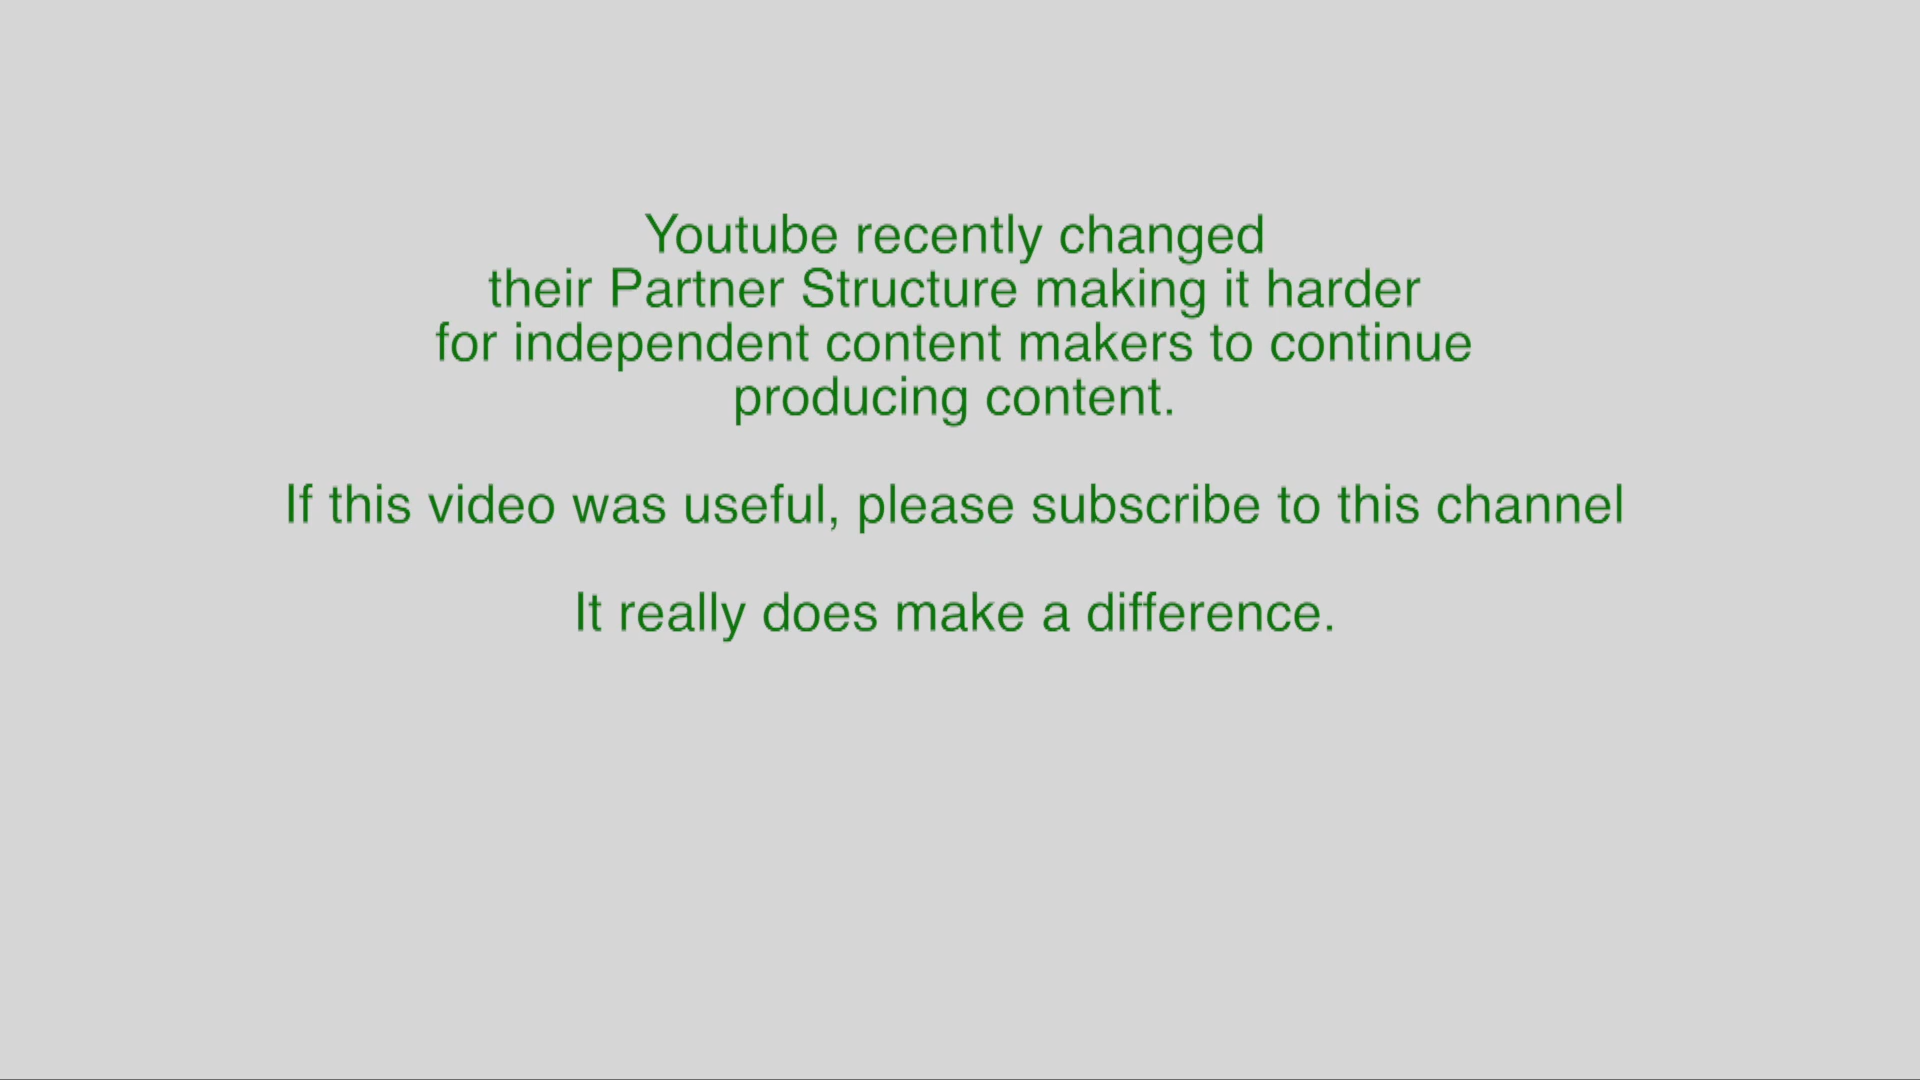 Youtube recently changed
their Partner Structure making it harder
for independent content makers to continue
producing content.
If this video was useful, please subscribe to this channel
It really does make a difference.